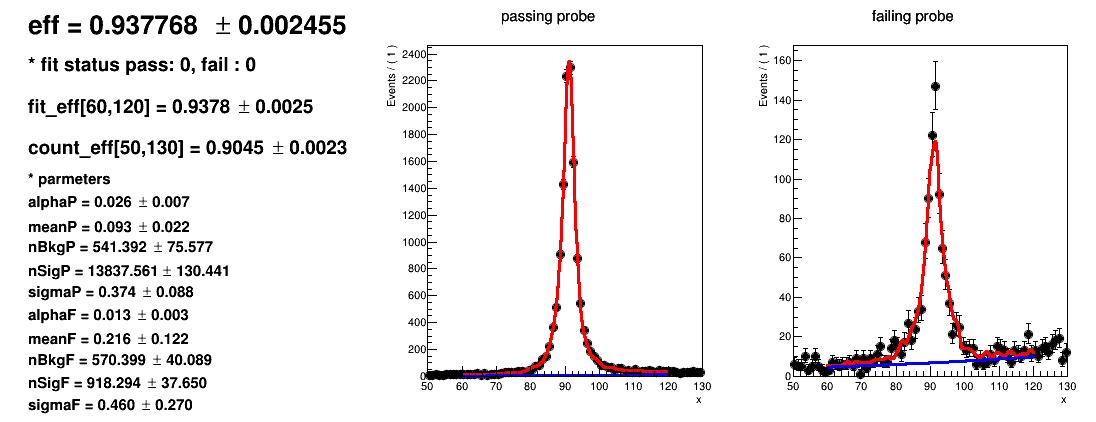 eff = 0.937768 ± 0.002455
* fit status pass: 0, fail : 0
fit_eff[60,120] = 0.9378 ± 0.0025
count_eff[50,130] = 0.9045 ± 0.0023
* parmeters
alphaP = 0.026 ± 0.007
meanP = 0.093 ± 0.022
nBkgP = 541.392 ± 75.577
nSigP = 13837.561 ± 130.441
sigmaP = 0.374 ± 0.088
alphaF = 0.013 ± 0.003
meanF = 0.216 ± 0.122
nBkgF = 570.399 ± 40.089
nSigF = 918.294 ± 37.650
sigmaF = 0.460 ± 0.270
passing probe
Events / ( 1 )
2400
2200
2000
1800
1600
1400
1200
1000
800
600
400
200
0
50 60 70 80 90 100 110 120 130
x
failing probe
Events / ( 1 )
160
140
120
100
80
60
40
20
0
50 60 70 80 90 100 110 120 130
x